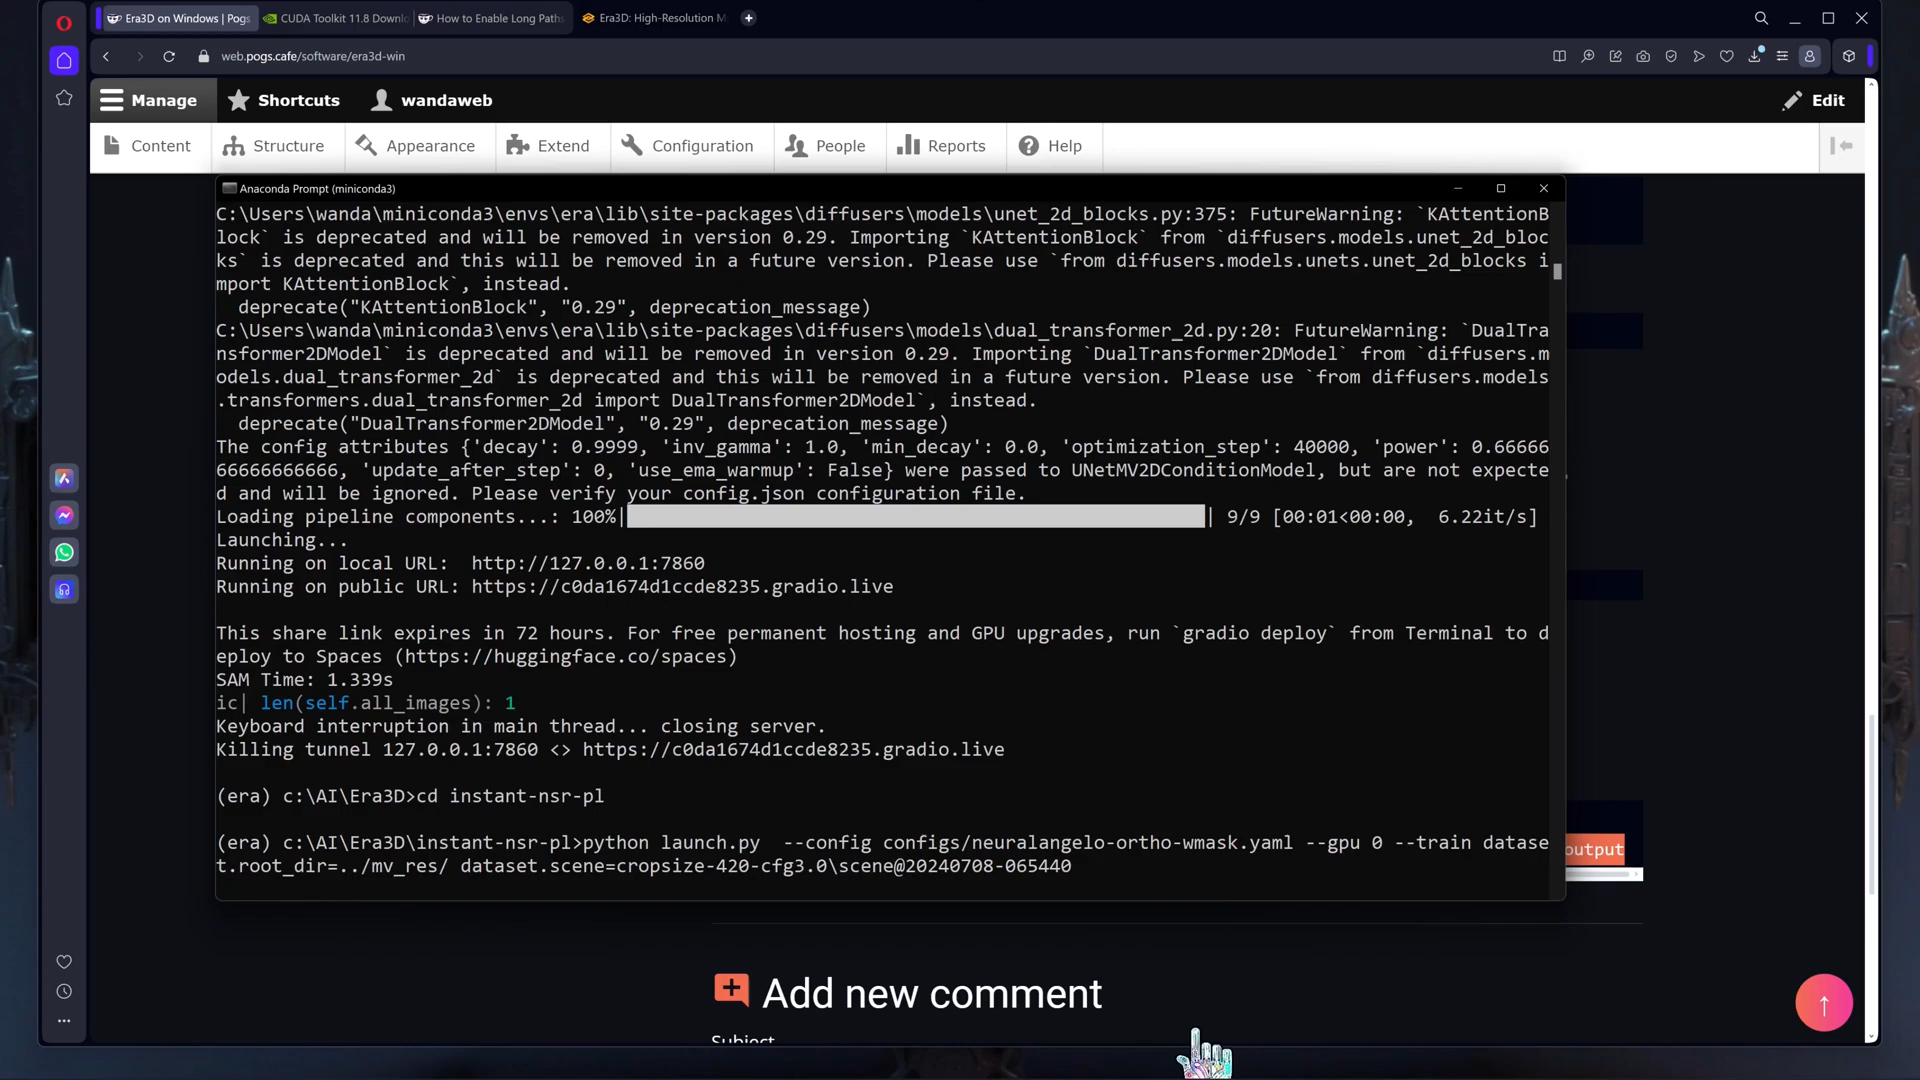 Era3D on Windows | Pogs
CUDA Toolkit 11.8 Downl
How to Enable Long Paths
Era3D: High-Resolution M
web.pogs.cafe/software/era3d-win
Manage
Shortcuts
wandaweb
Edit
Content
Structure
Appearance
Extend
Configuration
People
Reports
Help
Anaconda Prompt (miniconda3)
C:\Users\wanda\miniconda3\envs\era\lib\site-packages\diffusers\models\unet_2d_blocks.py:375: FutureWarning: `KAttentionB
lock` is deprecated and will be removed in version 0.29. Importing `KAttentionBlock` from `diffusers.models.unet_2d_bloc
ks` is deprecated and this will be removed in a future version. Please use `from diffusers.models.unets.unet_2d_blocks i
mport KAttentionBlock`, instead.
deprecate("KAttentionBlock", "0.29", deprecation_message)
C:\Users\wanda\miniconda3\envs\era\lib\site-packages\diffusers\models\dual_transformer_2d.py:20: FutureWarning: `DualTra
nsformer2DModel` is deprecated and will be removed in version 0.29. Importing `DualTransformer2DModel` from `diffusers.m
odels.dual_transformer_2d` is deprecated and this will be removed in a future version. Please use `from diffusers.models
.transformers.dual_transformer_2d import DualTransformer2DModel`, instead.
deprecate("DualTransformer2DModel", "0.29", deprecation_message)
The config attributes {'decay': 0.9999, 'inv_gamma': 1.0, 'min_decay': 0.0, 'optimization_step': 40000, 'power': 0.66666
66666666666, 'update_after_step': 0, 'use_ema_warmup': False} were passed to UNetMV2DConditionModel, but are not expecte
d and will be ignored. Please verify your config.json configuration file.
Loading pipeline components...: 100%| | 9/9 [00:01<00:00,  6.22it/s]
Launching...
Running on local URL:  http://127.0.0.1:7860
Running on public URL: https://c0da1674d1ccde8235.gradio.live
This share link expires in 72 hours. For free permanent hosting and GPU upgrades, run `gradio deploy` from Terminal to d
eploy to Spaces (https://huggingface.co/spaces)
SAM Time: 1.339s
ic| len(self.all_images): 1
Keyboard interruption in main thread... closing server.
Killing tunnel 127.0.0.1:7860 <> https://c0da1674d1ccde8235.gradio.live
(era) c:\AI\Era3D>cd instant-nsr-pl
(era) c:\AI\Era3D\instant-nsr-pl>python launch.py  --config configs/neuralangelo-ortho-wmask.yaml --gpu 0 --train datase
t.root_dir=../mv_res/ dataset.scene=cropsize-420-cfg3.0\scene@20240708-065440
output
Add new comment
Subject